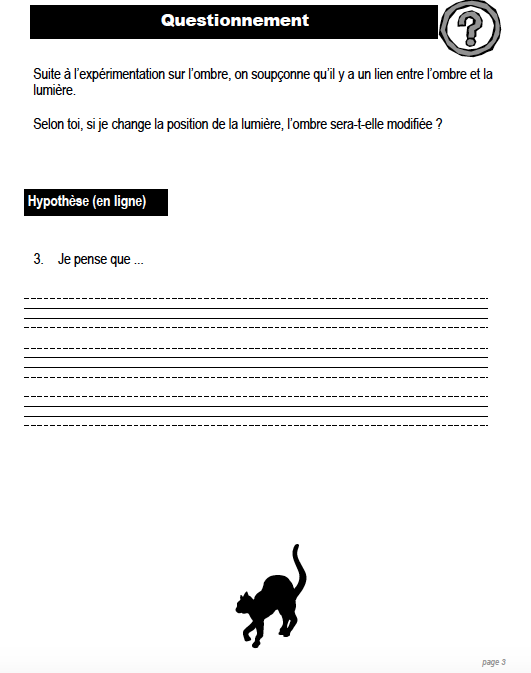 Questionnement
?
Suite à l'expérimentation sur l'ombre, on soupçonne qu'il y a un lien entre l'ombre et la
lumière.
Selon toi, si je change la position de la lumière, l'ombre sera-t-elle modifiée ?
Hypothèse (en ligne)
3. Je pense que ...
page 3